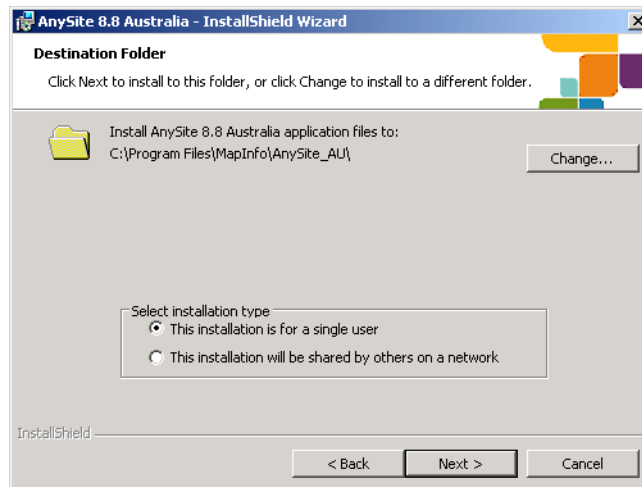 AnySite 8.8 Australia - InstallShield Wizard
Destination Folder
Click Next to install to this folder, or click Change to install to a different folder.
Install AnySite 8.8 Australia application files to:
C:\Program Files\MapInfo\AnySite_AU\
Change...
Select installation type
This installation is for a single user
This installation will be shared by others on a network
InstallShield
< Back
Next >
Cancel